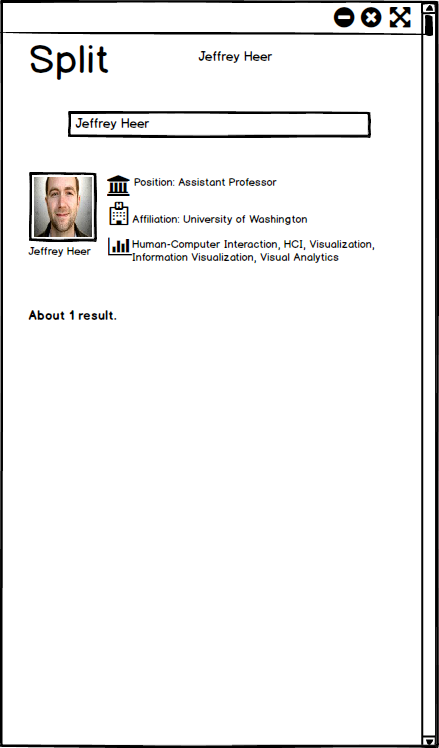 Split
Jeffrey Heer
Jeffrey Heer
Position: Assistant Professor
Affiliation: University of Washington
Jeffrey Heer
Human-Computer Interaction, HCI, Visualization,
Information Visualization, Visual Analytics
About 1 result.